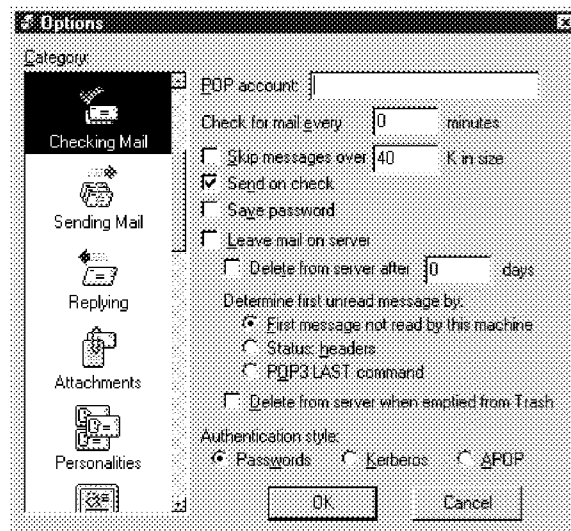 Options
Category:
Checking Mail
Sending Mail
Replying
Attachments
Personalities
POP account:
Check for mail every 0 minutes
Skip messages over 40 K in size
Send on check
Save password
Leave mail on server
Delete from server after 0 days
Determine first unread message by:
First message not read by this machine
Status: headers
POP3 LAST command
Delete from server when emptied from Trash
Authentication style:
Passwords Kerberos APOP
OK Cancel